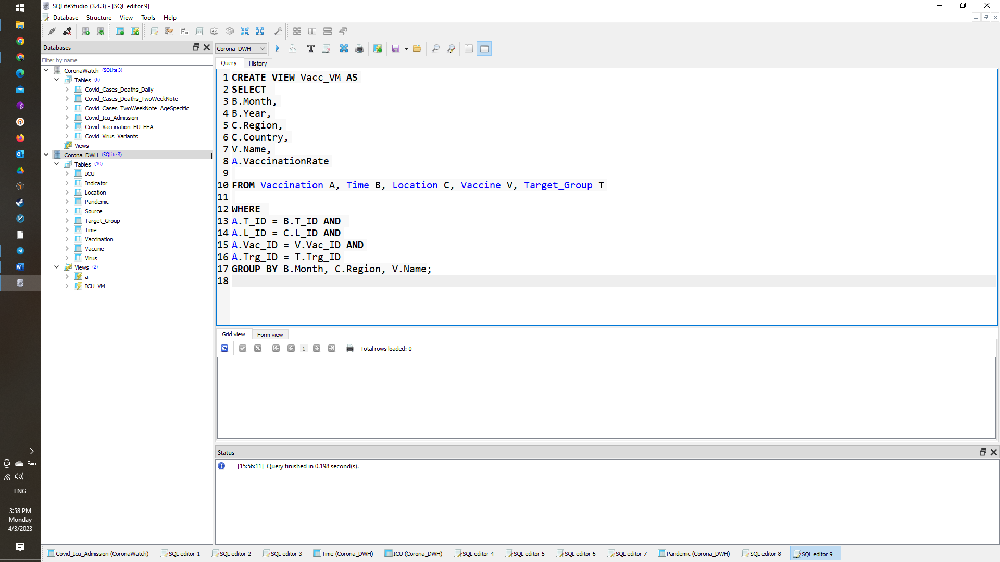 SQLiteStudio (3.4.3) - [SQL editor 9]
Database Structure View Tools Help
Databases
Filter by name
CoronaWatch (SQLite 3)
Tables (6)
Covid_Cases_Deaths_Daily
Covid_Cases_Deaths_TwoWeekNote
Covid_Cases_TwoWeekNote_AgeSpecific
Covid_Icu_Admission
Covid_Vaccination_EU_EEA
Covid_Virus_Variants
Views
Corona_DWH (SQLite 3)
Tables (10)
ICU
Indicator
Location
Pandemic
Source
Target_Group
Time
Vaccination
Vaccine
Virus
Views (2)
a
ICU_VM
Corona_DWH
Query History
1 CREATE VIEW Vacc_VM AS
2 SELECT
3 B.Month,
4 B.Year,
5 C.Region,
6 C.Country,
7 V.Name,
8 A.VaccinationRate
9
10 FROM Vaccination A, Time B, Location C, Vaccine V, Target_Group T
11
12 WHERE
13 A.T_ID = B.T_ID AND
14 A.L_ID = C.L_ID AND
15 A.Vac_ID = V.Vac_ID AND
16 A.Trg_ID = T.Trg_ID
17 GROUP BY B.Month, C.Region, V.Name;
18
Grid view Form view
1 Total rows loaded: 0
Status
[15:56:11] Query finished in 0.198 second(s).
ENG
3:58 PM
Monday
4/3/2023
Covid_Icu_Admission (CoronaWatch) SQL editor 1 SQL editor 2 SQL editor 3 Time (Corona_DWH) ICU (Corona_DWH) SQL editor 4 SQL editor 5 SQL editor 6 SQL editor 7 Pandemic (Corona_DWH) SQL editor 8 SQL editor 9